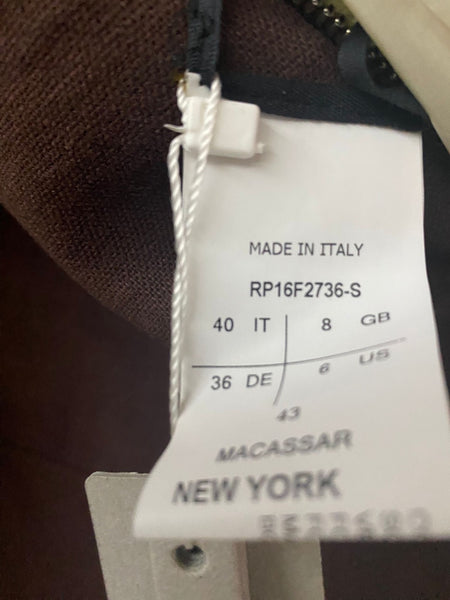 MADE IN ITALY
RP16F2736-S
40 IT 8 GB
36 DE 6 US
43
MACASSAR
NEW YORK